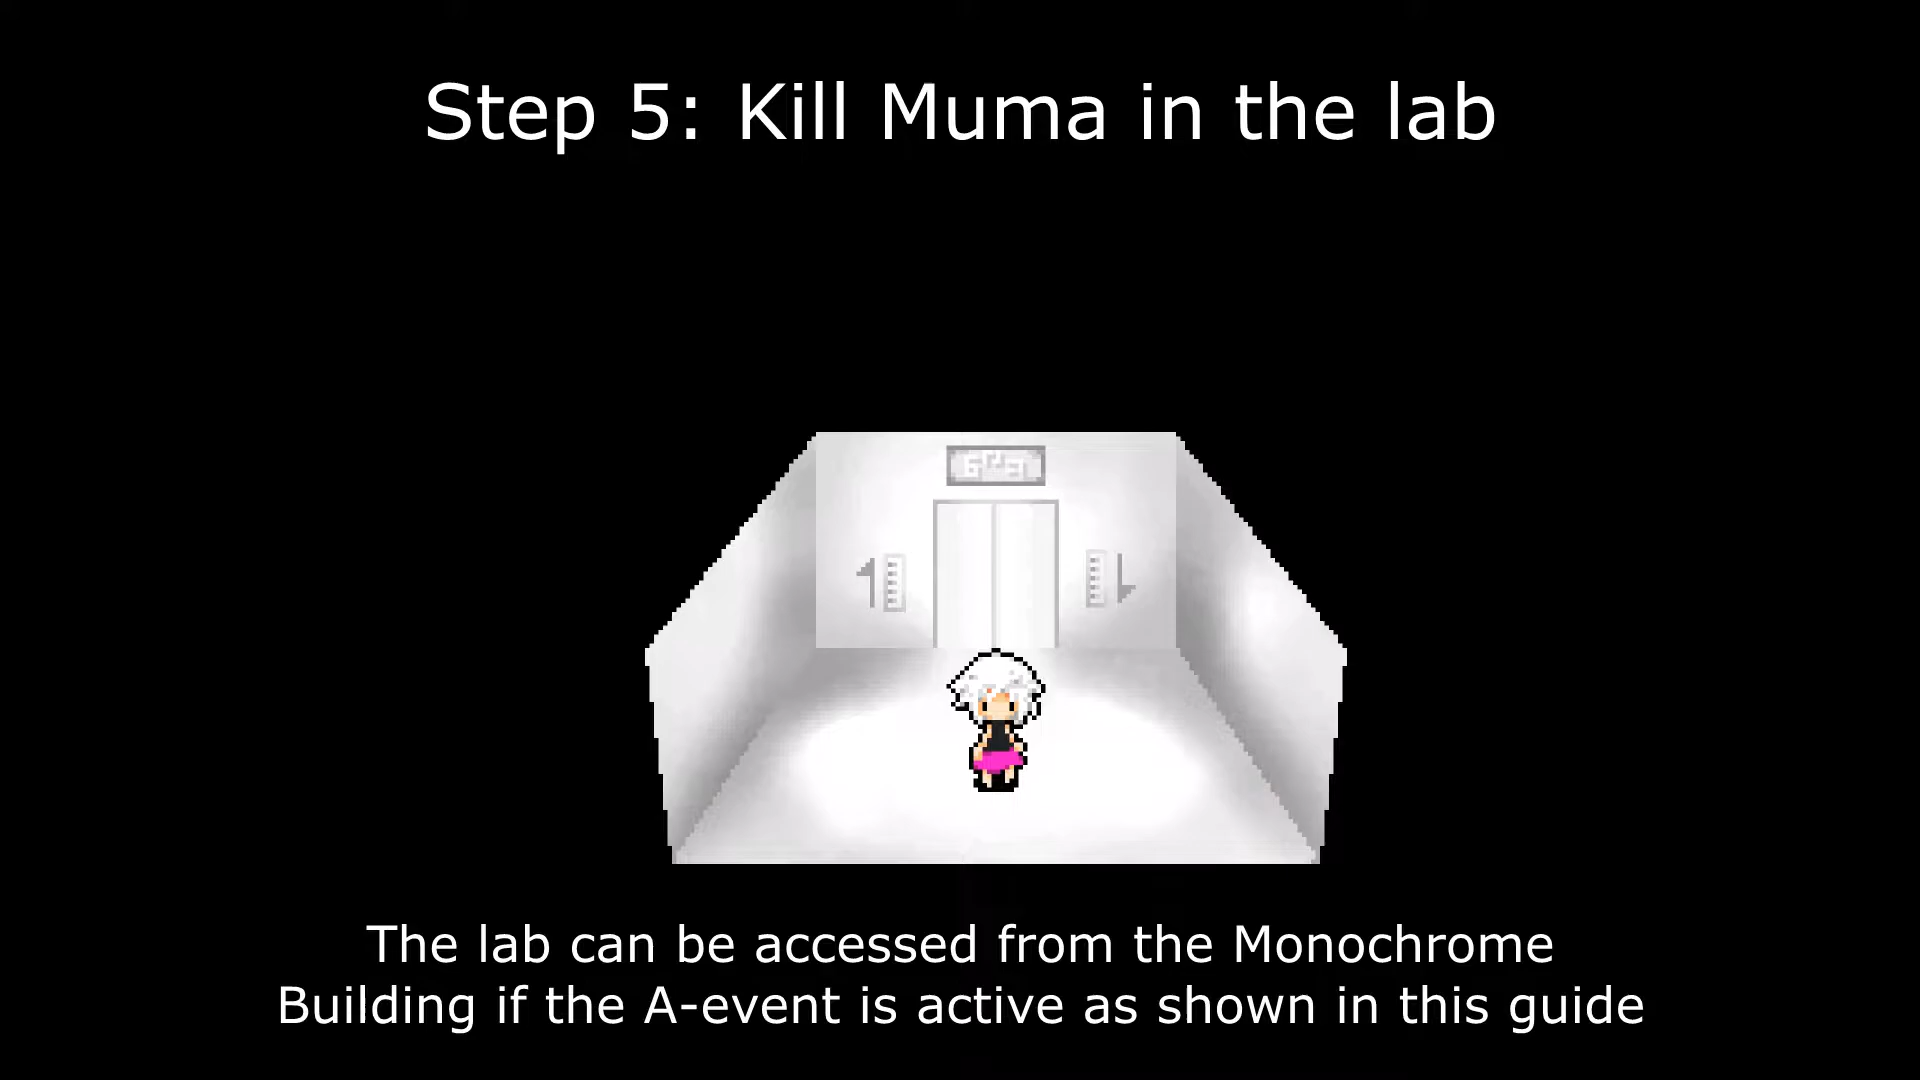 Step 5: Kill Muma in the lab
The lab can be accessed from the Monochrome
Building if the A-event is active as shown in this guide